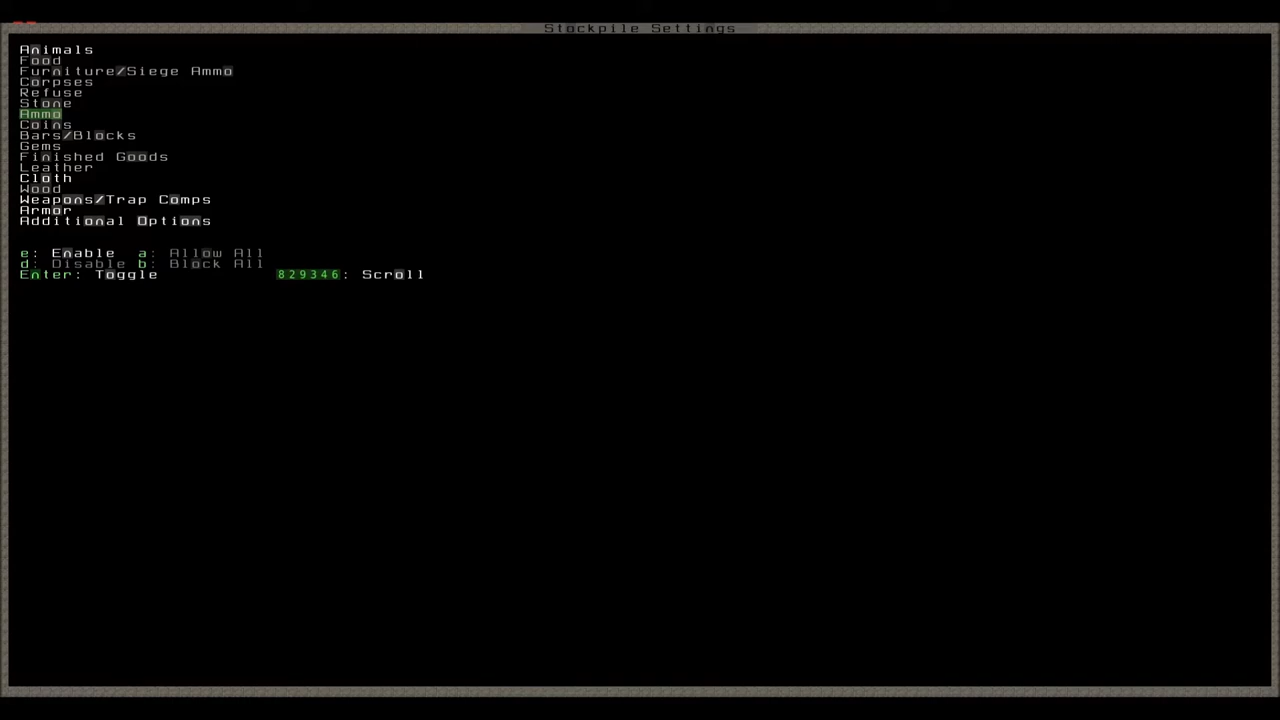 Stockpile Settings
Animals
Food
Furniture/Siege Ammo
Corpses
Refuse
Stone
Ammo
Coins
Bars/Blocks
Gems
Finished Goods
Leather
Cloth
Wood
Weapons/Trap Comps
Armor
Additional Options
e: Enable a: Allow All
d: Disable b: Block All
Enter: Toggle 829346: Scroll